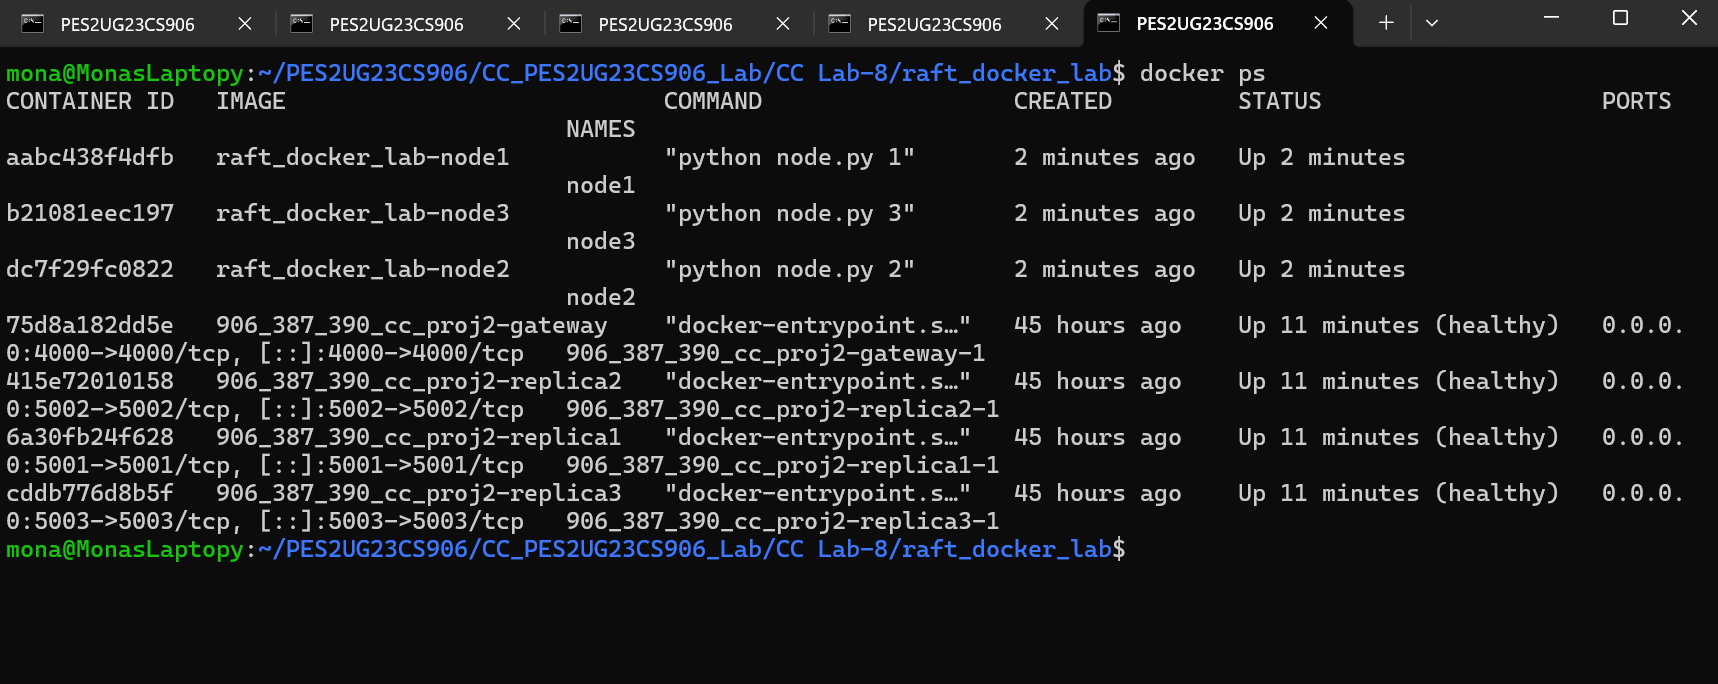 PES2UG23CS906 PES2UG23CS906 PES2UG23CS906 PES2UG23CS906 PES2UG23CS906
mona@MonasLaptopy:~/PES2UG23CS906/CC_PES2UG23CS906_Lab/CC Lab-8/raft_docker_lab$ docker ps
CONTAINER ID   IMAGE                           COMMAND                  CREATED         STATUS                    PORTS
                                        NAMES
aabc438f4dfb   raft_docker_lab-node1           "python node.py 1"       2 minutes ago   Up 2 minutes
                                        node1
b21081eec197   raft_docker_lab-node3           "python node.py 3"       2 minutes ago   Up 2 minutes
                                        node3
dc7f29fc0822   raft_docker_lab-node2           "python node.py 2"       2 minutes ago   Up 2 minutes
                                        node2
75d8a182dd5e   906_387_390_cc_proj2-gateway    "docker-entrypoint.s…"   45 hours ago    Up 11 minutes (healthy)   0.0.0.
0:4000->4000/tcp, [::]:4000->4000/tcp   906_387_390_cc_proj2-gateway-1
415e72010158   906_387_390_cc_proj2-replica2   "docker-entrypoint.s…"   45 hours ago    Up 11 minutes (healthy)   0.0.0.
0:5002->5002/tcp, [::]:5002->5002/tcp   906_387_390_cc_proj2-replica2-1
6a30fb24f628   906_387_390_cc_proj2-replica1   "docker-entrypoint.s…"   45 hours ago    Up 11 minutes (healthy)   0.0.0.
0:5001->5001/tcp, [::]:5001->5001/tcp   906_387_390_cc_proj2-replica1-1
cddb776d8b5f   906_387_390_cc_proj2-replica3   "docker-entrypoint.s…"   45 hours ago    Up 11 minutes (healthy)   0.0.0.
0:5003->5003/tcp, [::]:5003->5003/tcp   906_387_390_cc_proj2-replica3-1
mona@MonasLaptopy:~/PES2UG23CS906/CC_PES2UG23CS906_Lab/CC Lab-8/raft_docker_lab$